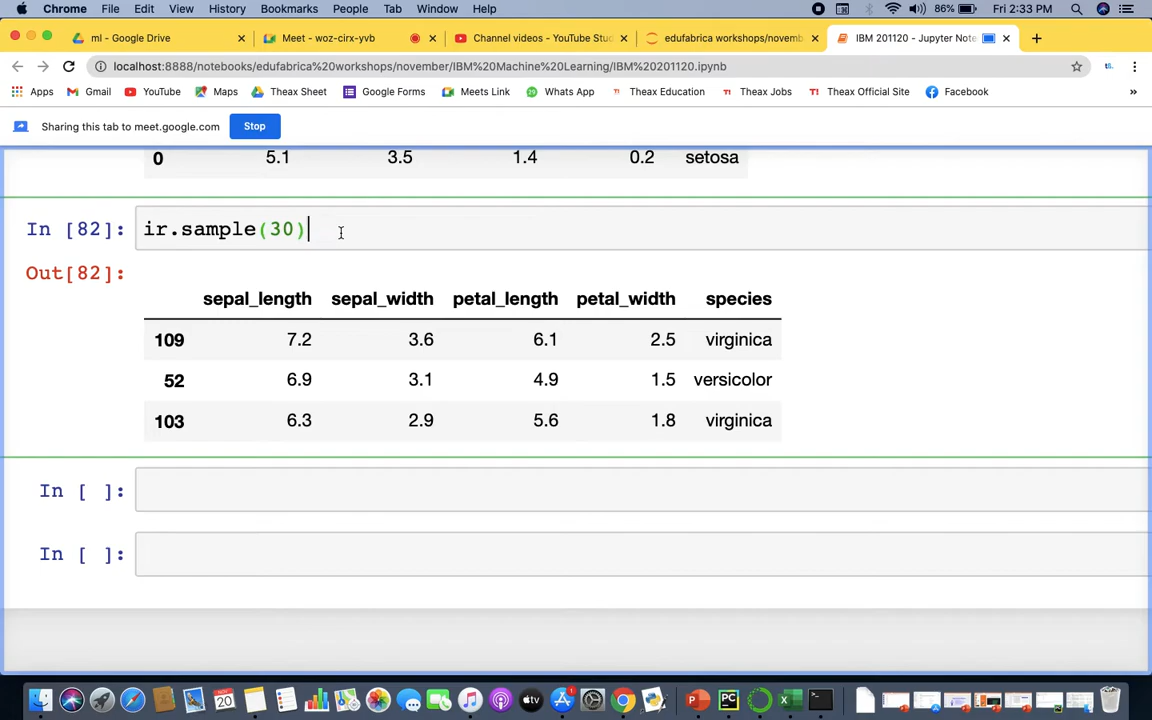 Chrome File Edit View History Bookmarks People Tab Window Help 86% Fri 2:33 PM
ml - Google Drive Meet - woz-cirx-yvb Channel videos - YouTube Stu edufabrica workshops/novemb IBM 201120 - Jupyter Note
localhost:8888/notebooks/edufabrica%20workshops/november/IBM%20Machine%20Learning/IBM%20201120.ipynb
Apps Gmail YouTube Maps Theax Sheet Google Forms Meets Link Whats App Theax Education Theax Jobs Theax Official Site Facebook »
Sharing this tab to meet.google.com Stop
0 5.1 3.5 1.4 0.2 setosa
In [82]: ir.sample(30)
Out[82]:
sepal_length sepal_width petal_length petal_width species
109 7.2 3.6 6.1 2.5 virginica
52 6.9 3.1 4.9 1.5 versicolor
103 6.3 2.9 5.6 1.8 virginica
In [ ]:
In [ ]: